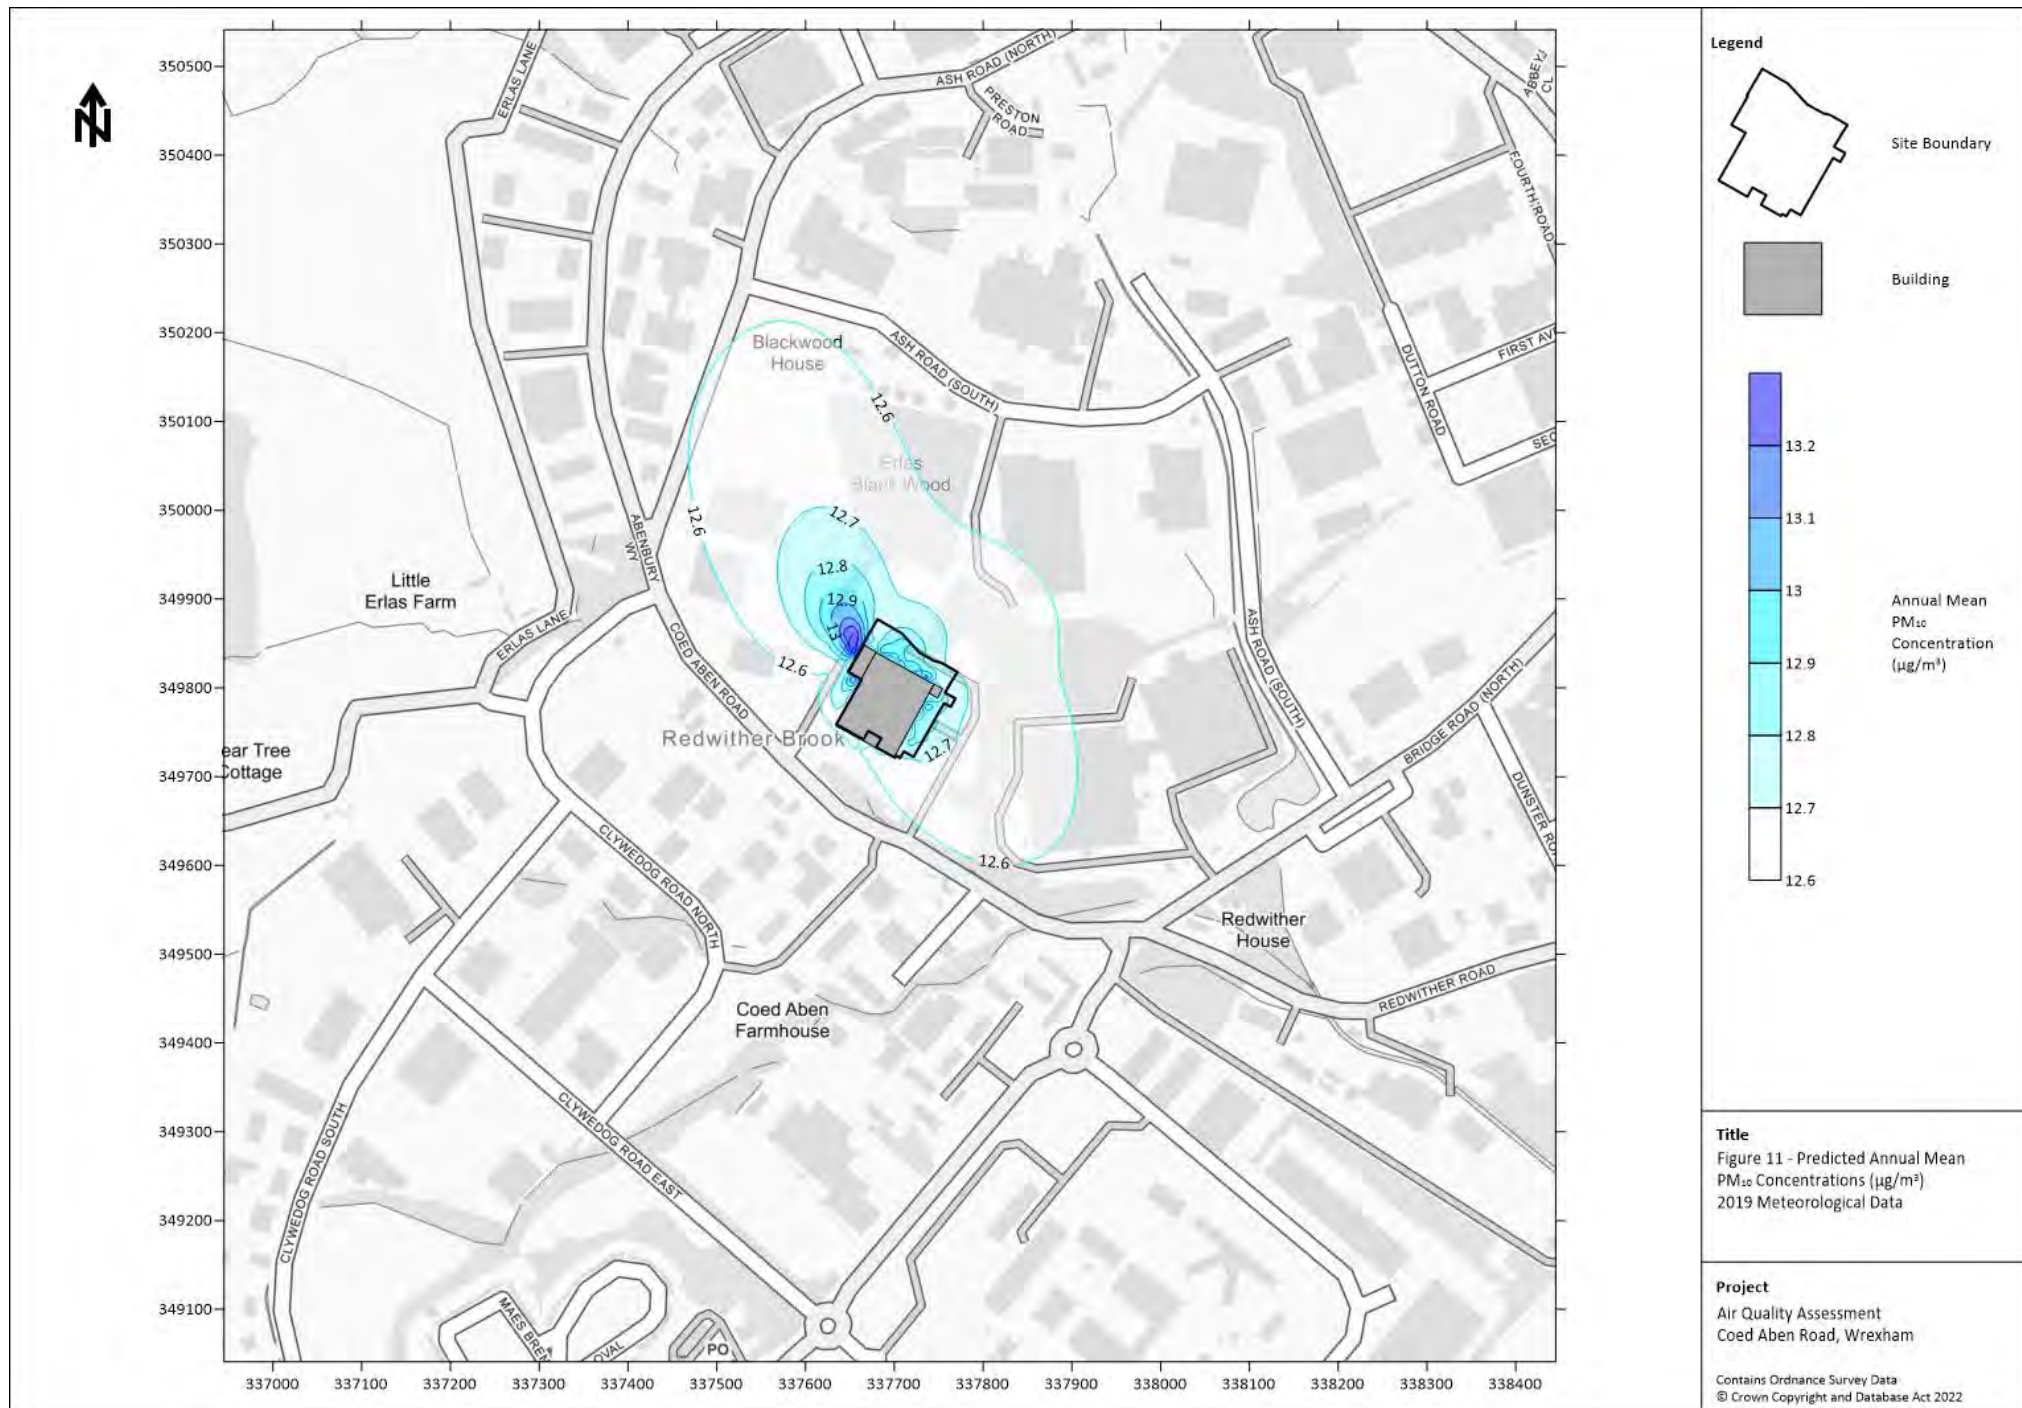 350500
350400
350300
350200
350100
350000
349900
349800
349700
349600
349500
349400
349300
349200
349100
337000 337100 337200 337300 337400 337500 337600 337700 337800 337900 338000 338100 338200 338300 338400
N
ERLAS LANE
ASH ROAD (NORTH)
PRESTON
ROAD
ABBEY
CL
FOURTH ROAD
Blackwood
House
ASH ROAD (SOUTH)
DUTTON ROAD
FIRST AV
SEC
12.6
Erlas
Black Wood
12.6
12.7
ABENBURY
WY
12.8
12.9
13
Little
Erlas Farm
ERLAS LANE
COED ABEN ROAD
12.6
ASH ROAD (SOUTH)
BRIDGE ROAD (NORTH)
Redwither Brook
12.7
ear Tree
Cottage
DUNSTER RO
CLYWEDOG ROAD NORTH
12.6
Redwither
House
REDWITHER ROAD
Coed Aben
Farmhouse
CLYWEDOG ROAD SOUTH
CLYWEDOG ROAD EAST
MAES BREN
OVAL
PO
Legend
Site Boundary
Building
13.2
13.1
13
12.9
12.8
12.7
12.6
Annual Mean
PM₁₀
Concentration
(µg/m³)
Title
Figure 11 - Predicted Annual Mean
PM₁₀ Concentrations (µg/m³)
2019 Meteorological Data
Project
Air Quality Assessment
Coed Aben Road, Wrexham
Contains Ordnance Survey Data
© Crown Copyright and Database Act 2022